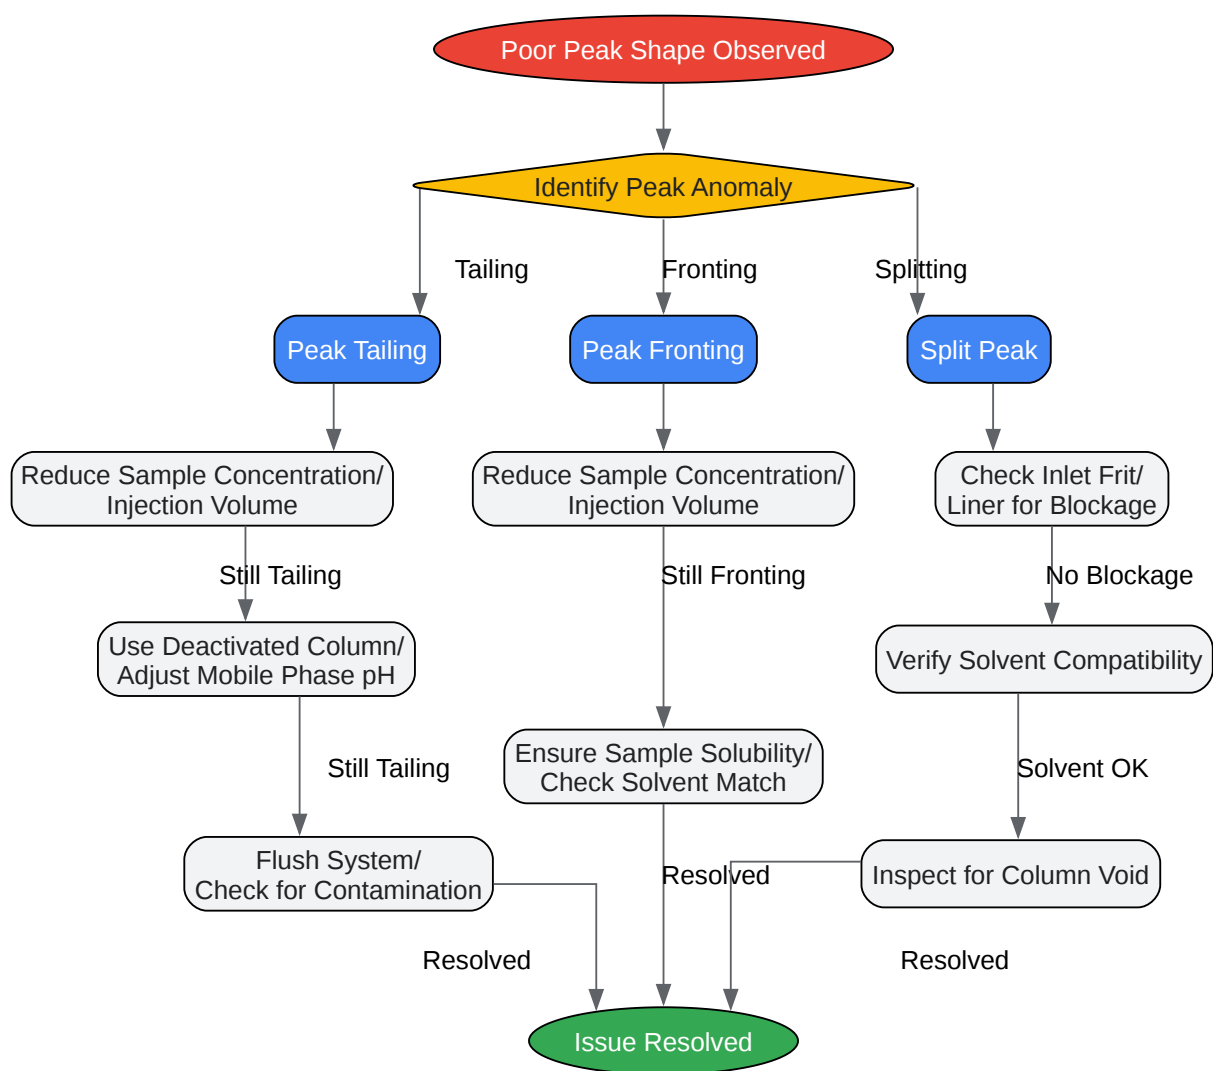 Poor Peak Shape Observed
Identify Peak Anomaly
Tailing
Fronting
Splitting
Peak Tailing
Peak Fronting
Split Peak
Reduce Sample Concentration/
Injection Volume
Reduce Sample Concentration/
Injection Volume
Check Inlet Frit/
Liner for Blockage
Still Tailing
Still Fronting
No Blockage
Use Deactivated Column/
Adjust Mobile Phase pH
Verify Solvent Compatibility
Still Tailing
Ensure Sample Solubility/
Check Solvent Match
Solvent OK
Flush System/
Check for Contamination
Resolved
Inspect for Column Void
Resolved
Resolved
Issue Resolved